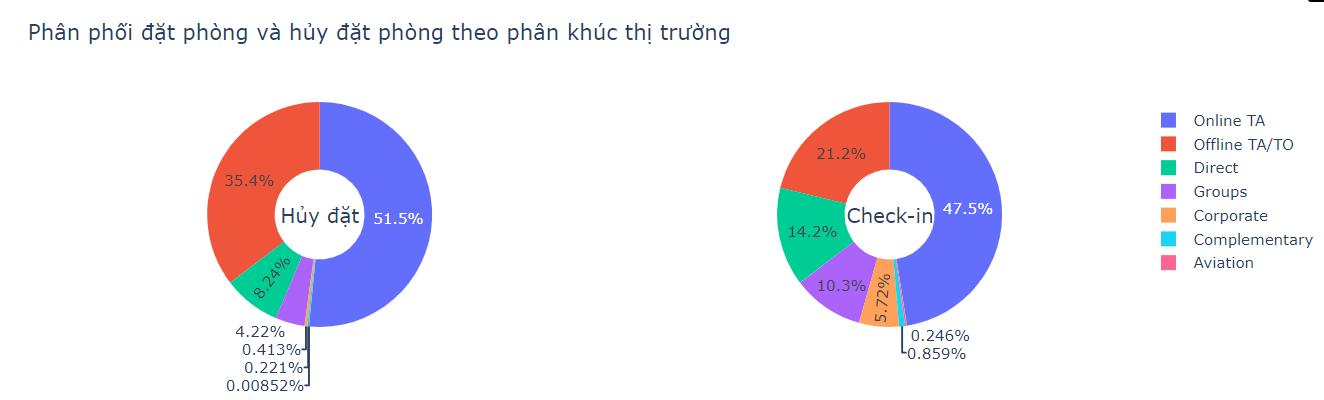 Phân phối đặt phòng và hủy đặt phòng theo phân khúc thị trường
35.4%
Hủy đặt
51.5%
8.24%
4.22%
0.413%
0.221%
0.00852%
21.2%
14.2%
Check-in
47.5%
10.3%
5.72%
0.246%
0.859%
Online TA
Offline TA/TO
Direct
Groups
Corporate
Complementary
Aviation